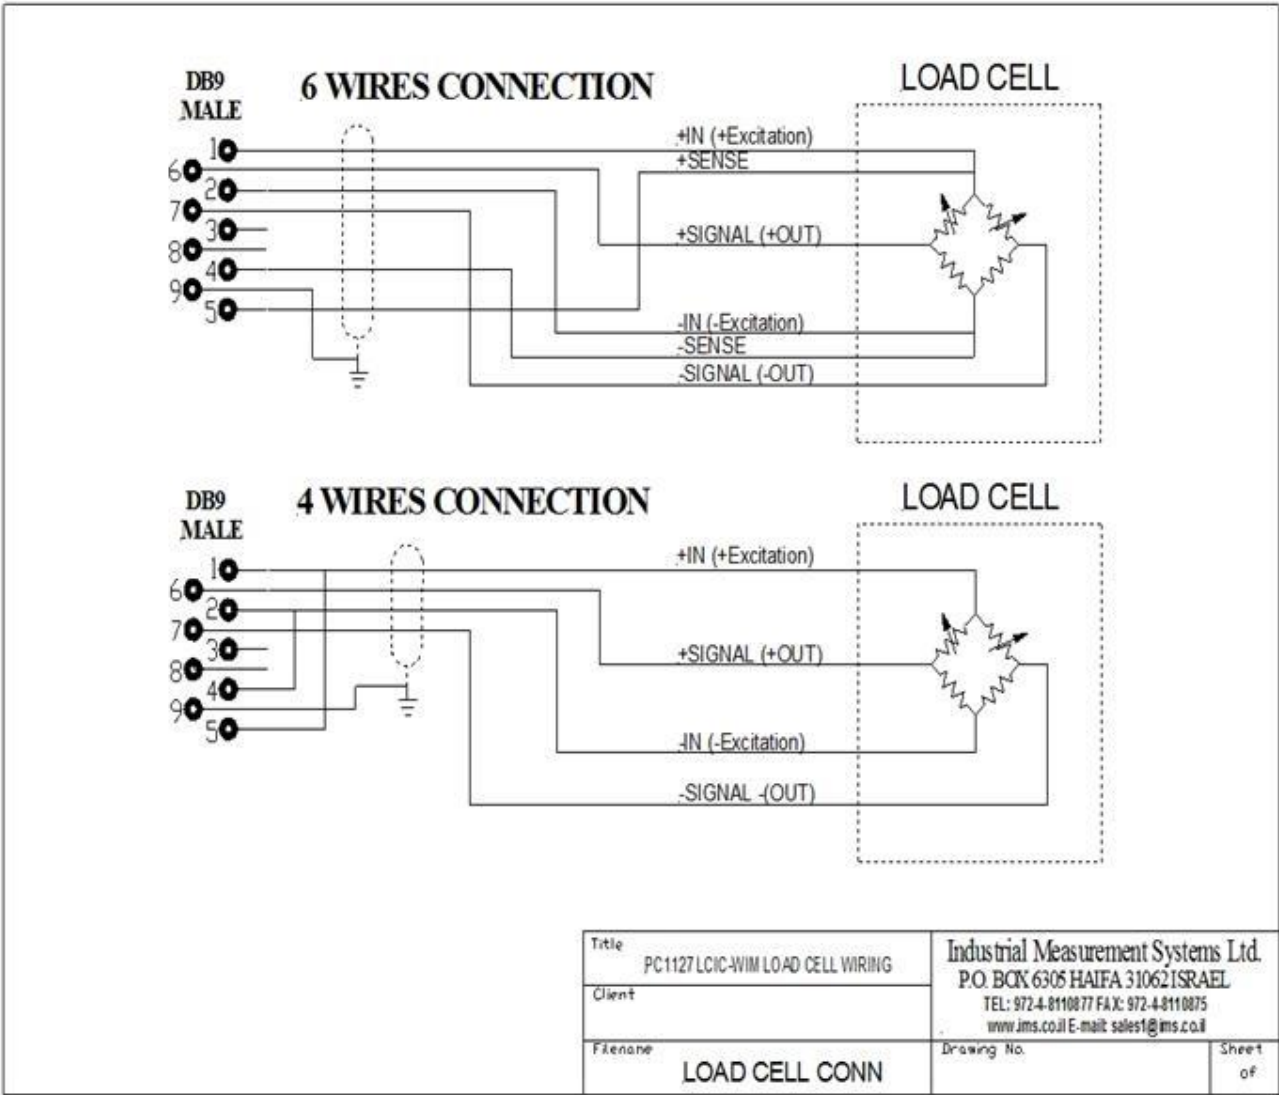 DB9
MALE
6 WIRES CONNECTION
LOAD CELL
1
6
2
7
3
8
4
9
5
+IN (+Excitation)
+SENSE
+SIGNAL (+OUT)
-IN (-Excitation)
-SENSE
-SIGNAL (-OUT)
DB9
MALE
4 WIRES CONNECTION
LOAD CELL
1
6
2
7
3
8
4
9
5
+IN (+Excitation)
+SIGNAL (+OUT)
-IN (-Excitation)
-SIGNAL -(OUT)
Title
PC1127 LCIC-WIM LOAD CELL WIRING
Client
Filename
LOAD CELL CONN
Industrial Measurement Systems Ltd.
P.O. BOX 6305 HAIFA 31062 ISRAEL
TEL: 972-4-8110877 FAX: 972-4-8110875
www.ims.co.il E-mail: sales1@ims.co.il
Drawing No.
Sheet
of